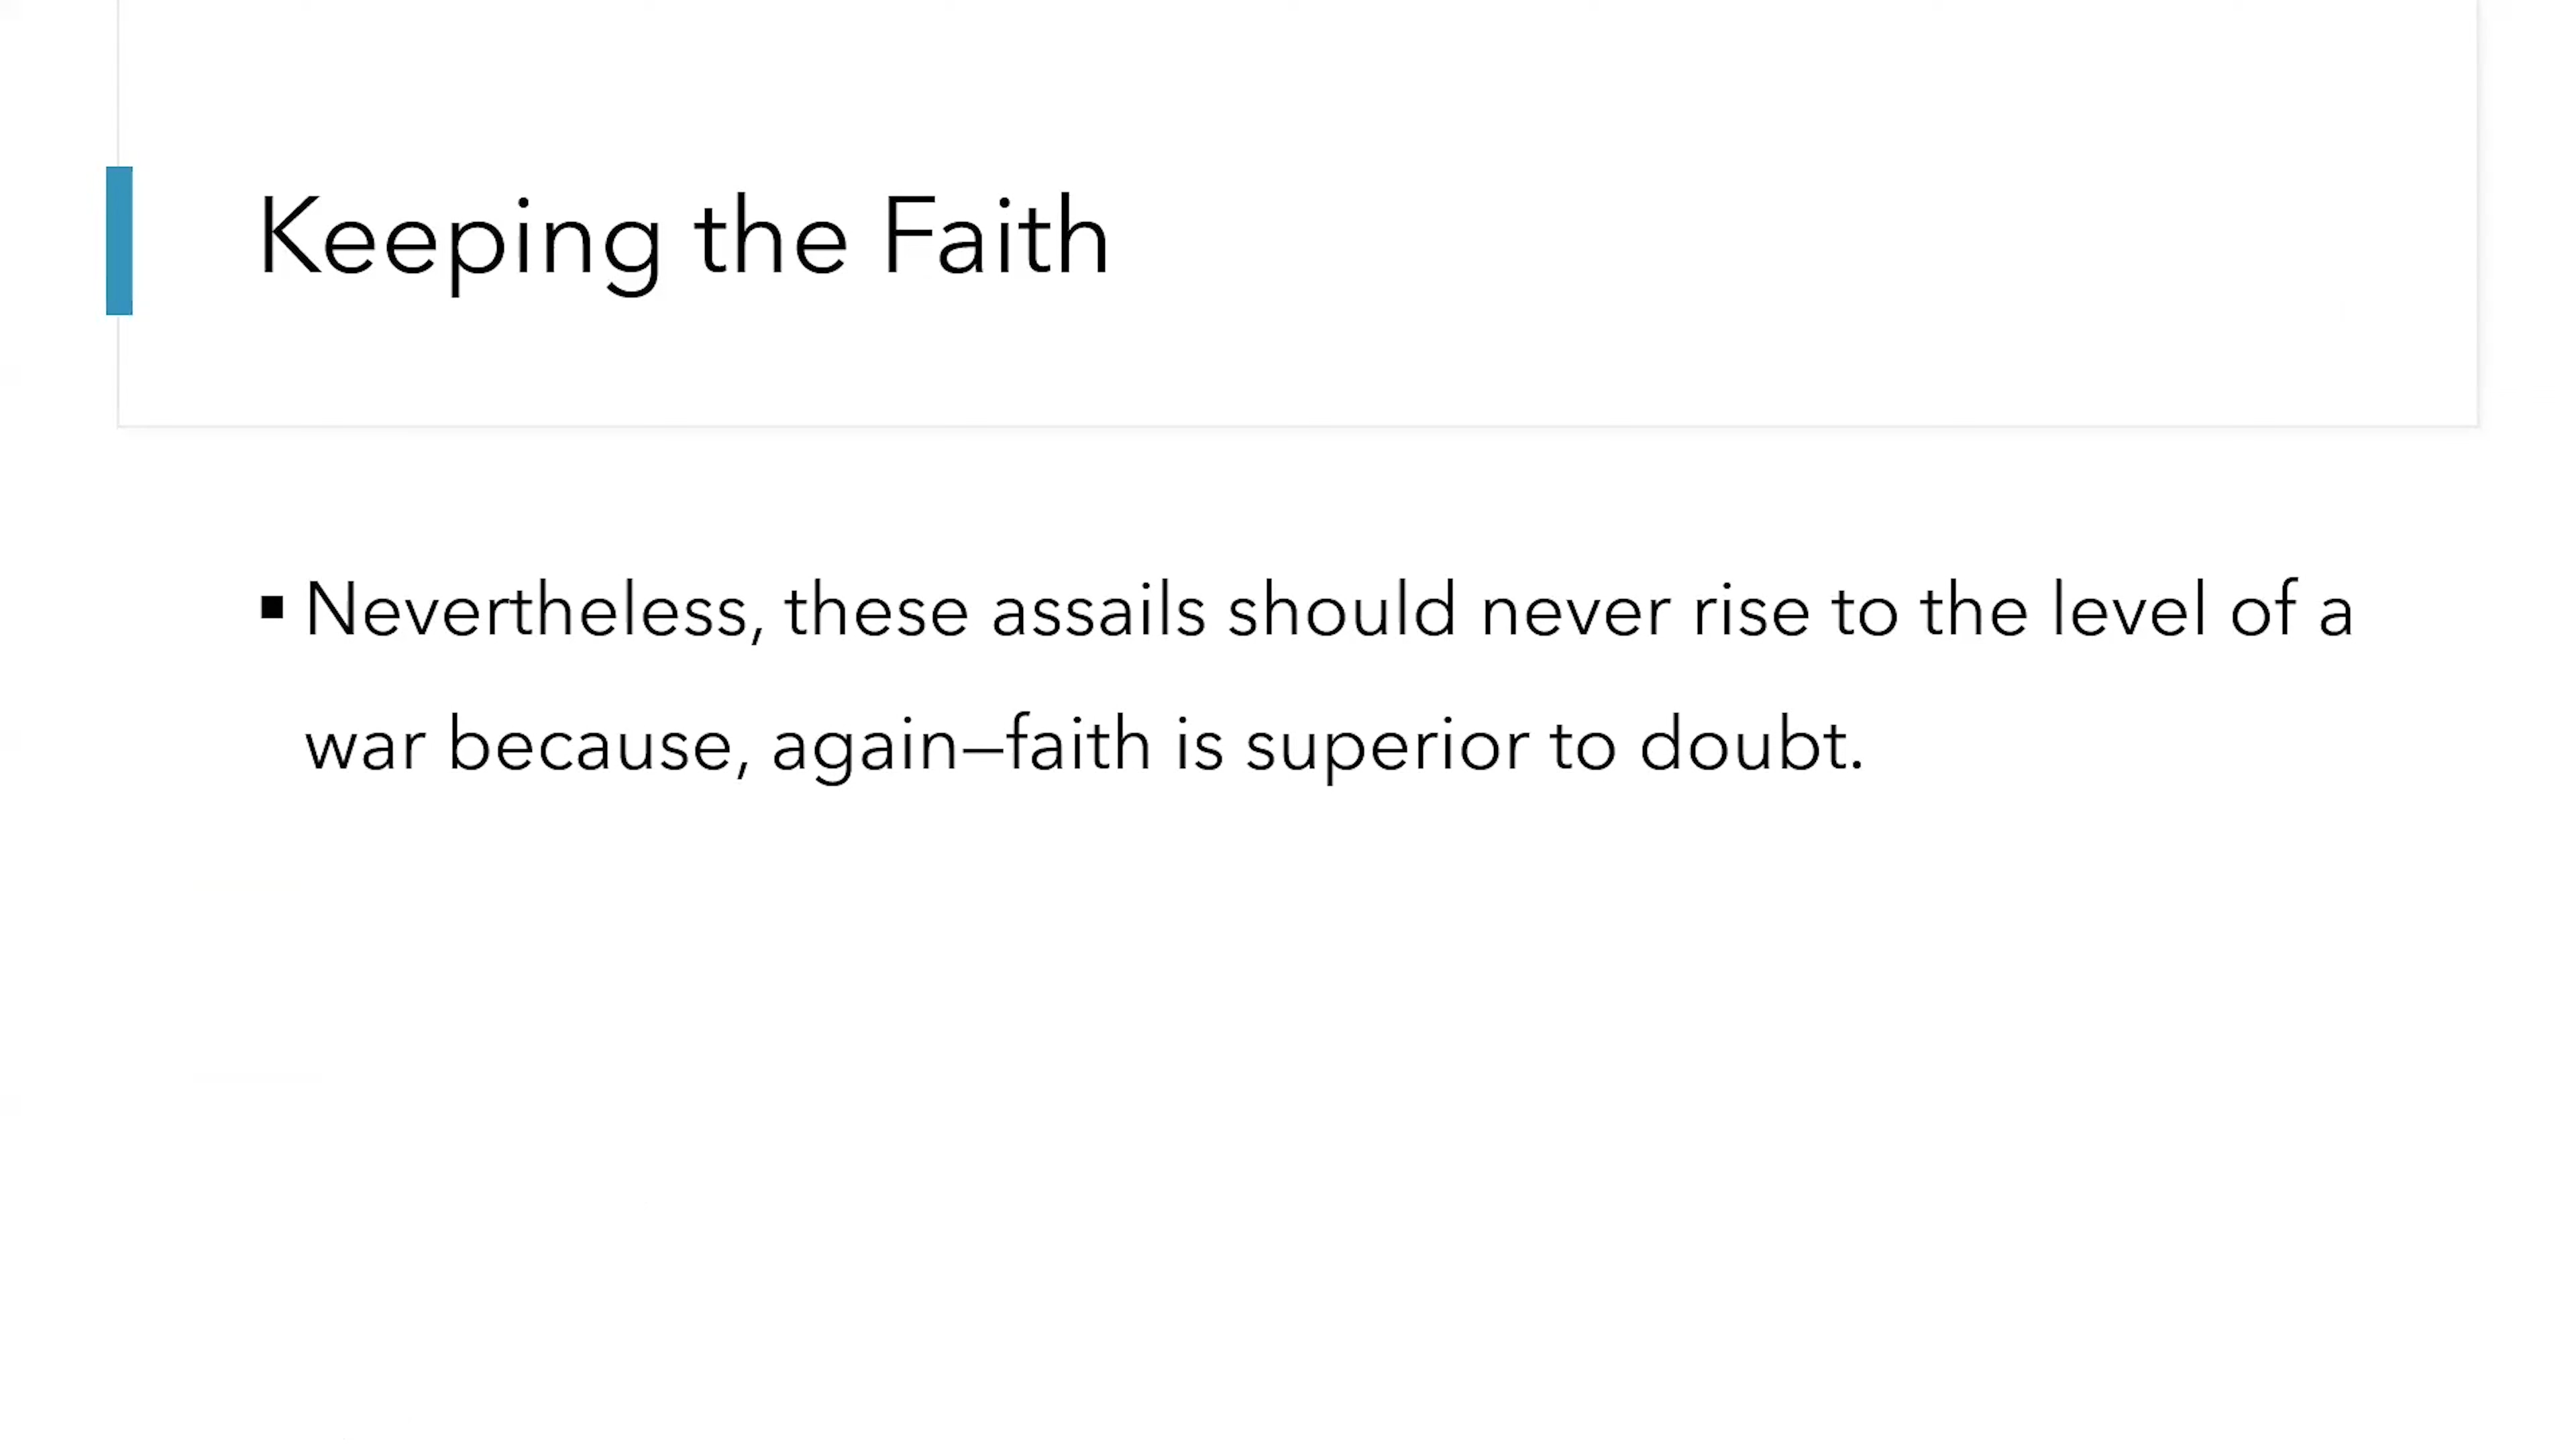 Keeping the Faith
▪ Nevertheless, these assails should never rise to the level of a
war because, again—faith is superior to doubt.